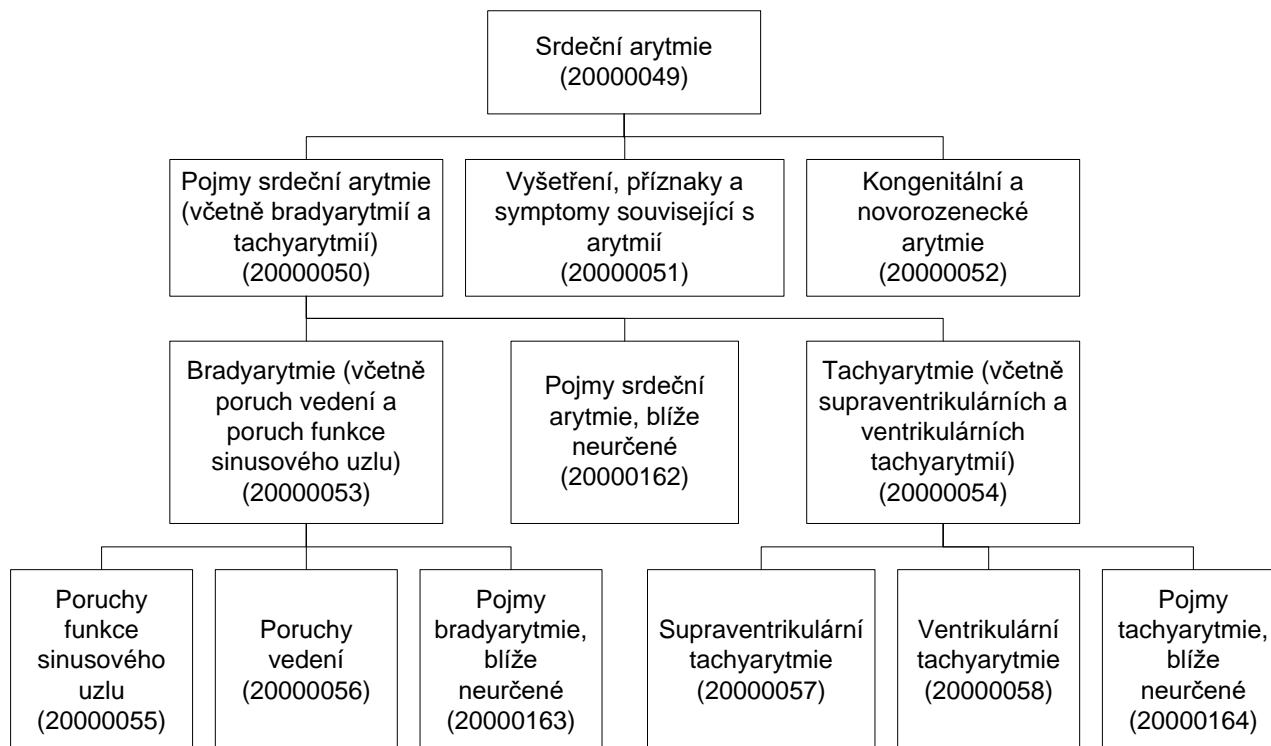 Srdeční arytmie
(20000049)
Pojmy srdeční arytmie
(včetně bradyarytmií a
tachyarytmií)
(20000050)
Vyšetření, příznaky a
symptomy související s
arytmií
(20000051)
Kongenitální a
novorozenecké
arytmie
(20000052)
Bradyarytmie (včetně
poruch vedení a
poruch funkce
sinusového uzlu)
(20000053)
Pojmy srdeční
arytmie, blíže
neurčené
(20000162)
Tachyarytmie (včetně
supraventrikulárních a
ventrikulárních
tachyarytmií)
(20000054)
Poruchy
funkce
sinusového
uzlu
(20000055)
Poruchy
vedení
(20000056)
Pojmy
bradyarytmie,
blíže
neurčené
(20000163)
Supraventrikulární
tachyarytmie
(20000057)
Ventrikulární
tachyarytmie
(20000058)
Pojmy
tachyarytmie,
blíže
neurčené
(20000164)